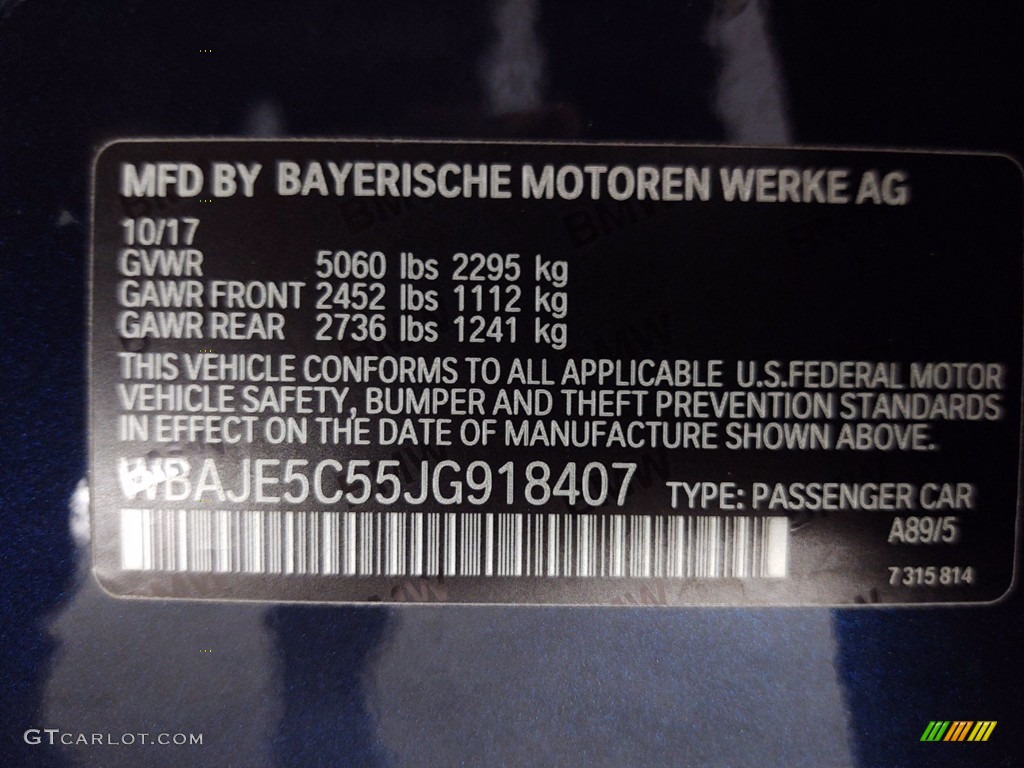 MFD BY BAYERISCHE MOTOREN WERKE AG
10/17
GVWR 5060 lbs 2295 kg
GAWR FRONT 2452 lbs 1112 kg
GAWR REAR 2736 lbs 1241 kg
THIS VEHICLE CONFORMS TO ALL APPLICABLE U.S.FEDERAL MOTOR
VEHICLE SAFETY, BUMPER AND THEFT PREVENTION STANDARDS
IN EFFECT ON THE DATE OF MANUFACTURE SHOWN ABOVE.
WBAJE5C55JG918407 TYPE: PASSENGER CAR
A89/5
7 315 814
GTCARLOT.COM